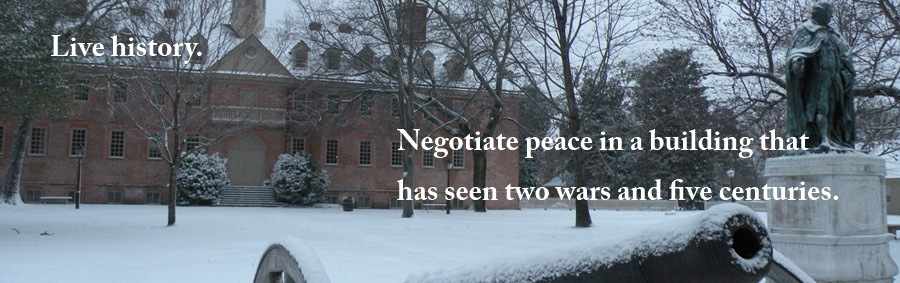 Live history.
Negotiate peace in a building that
has seen two wars and five centuries.